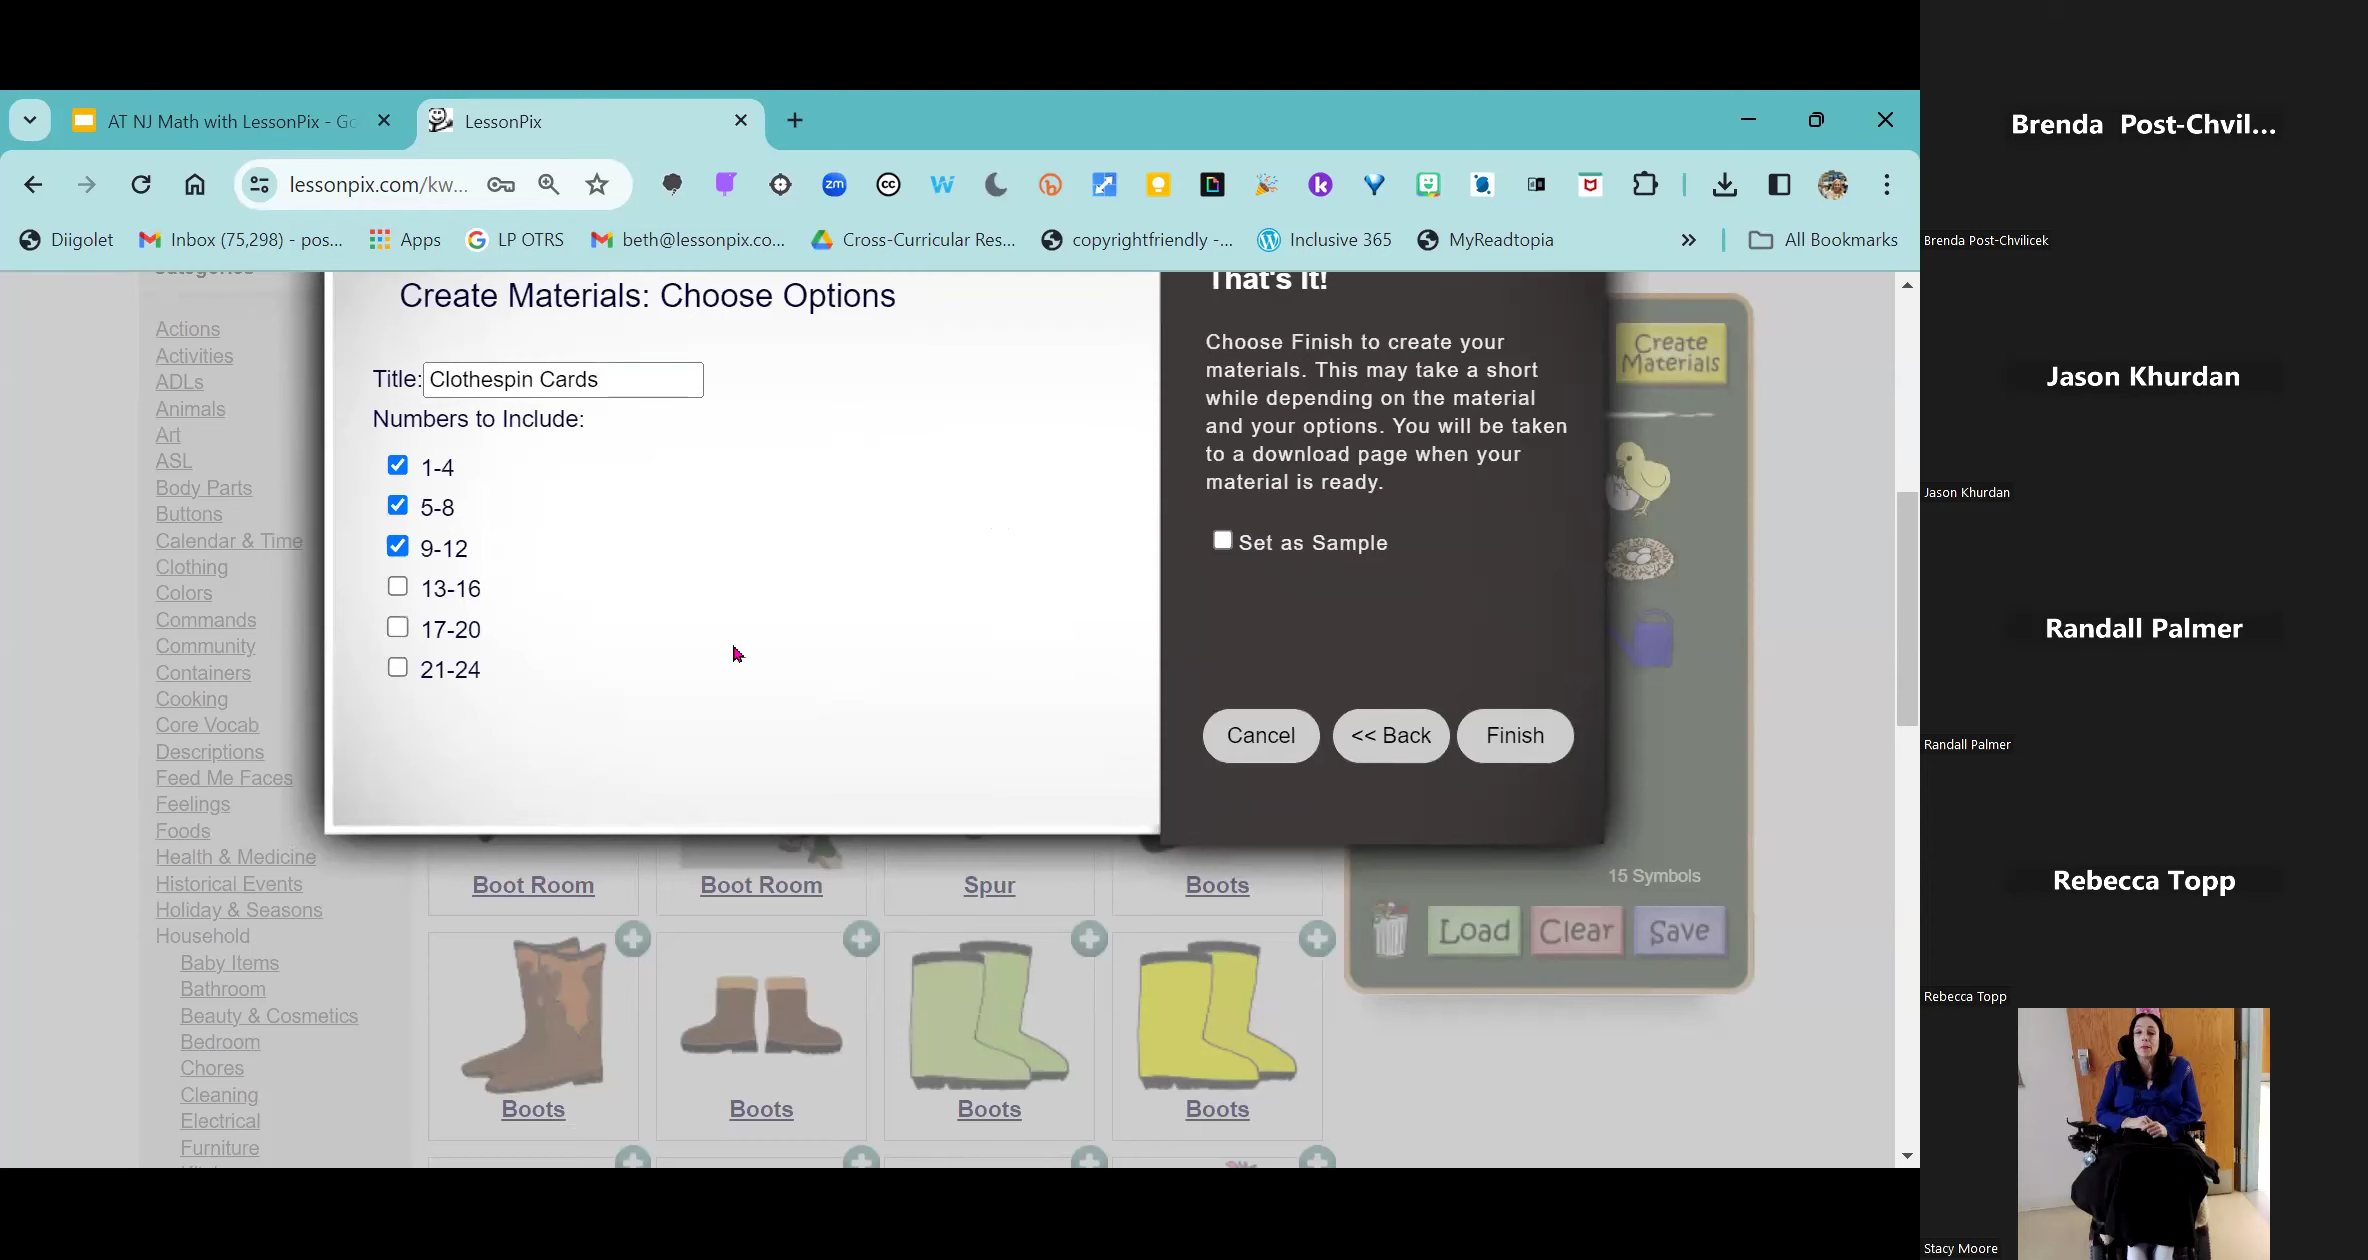 AT NJ Math with LessonPix - Go
LessonPix
lessonpix.com/kw...
zm
cc
W
k
Diigolet
Inbox (75,298) - pos...
Apps
LP OTRS
beth@lessonpix.co...
Cross-Curricular Res...
copyrightfriendly -...
Inclusive 365
MyReadtopia
All Bookmarks
Categories
Actions
Activities
ADLs
Animals
Art
ASL
Body Parts
Buttons
Calendar & Time
Clothing
Colors
Commands
Community
Containers
Cooking
Core Vocab
Descriptions
Feed Me Faces
Feelings
Foods
Health & Medicine
Historical Events
Holiday & Seasons
Household
Baby Items
Bathroom
Beauty & Cosmetics
Bedroom
Chores
Cleaning
Electrical
Furniture
Create Materials: Choose Options
Title: Clothespin Cards
Numbers to Include:
1-4
5-8
9-12
13-16
17-20
21-24
That's It!
Choose Finish to create your
materials. This may take a short
while depending on the material
and your options. You will be taken
to a download page when your
material is ready.
Set as Sample
Cancel
<< Back
Finish
Create
Materials
15 Symbols
Load
Clear
Save
Boot Room
Boot Room
Spur
Boots
Boots
Boots
Boots
Boots
Brenda Post-Chvil...
Brenda Post-Chvilicek
Jason Khurdan
Jason Khurdan
Randall Palmer
Randall Palmer
Rebecca Topp
Rebecca Topp
Stacy Moore